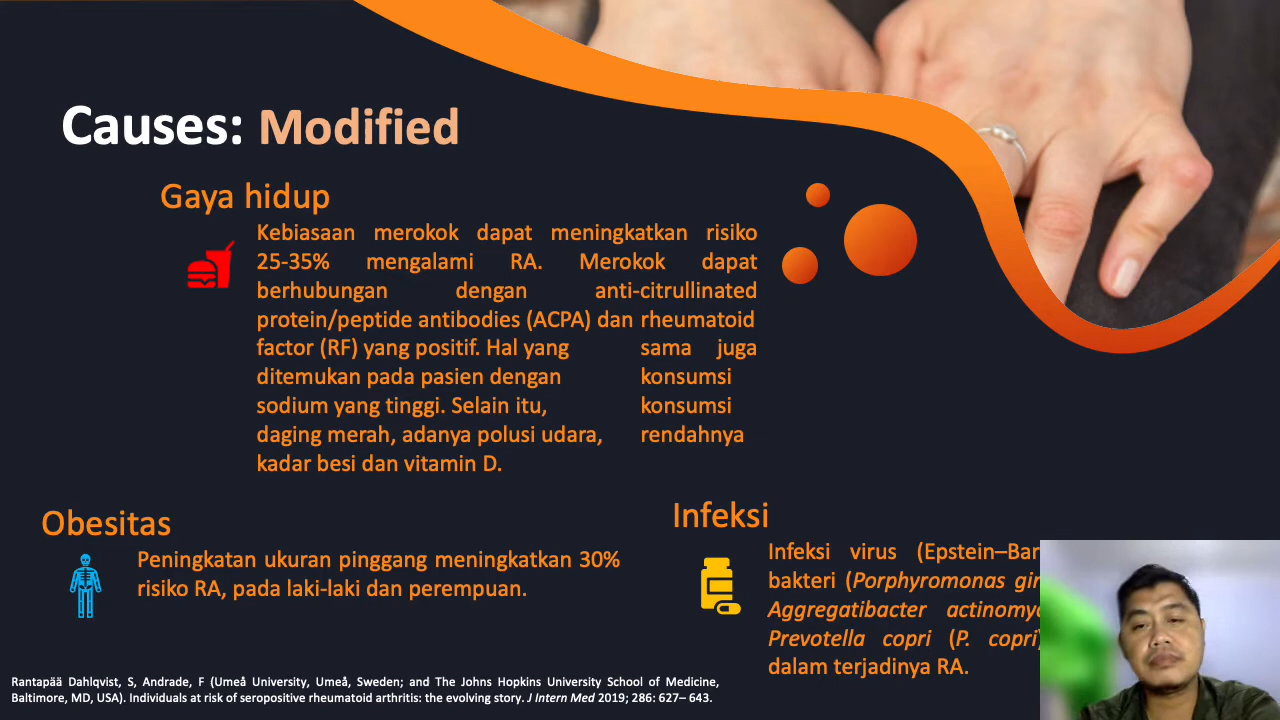 Causes: Modified
Gaya hidup
Kebiasaan merokok dapat meningkatkan risiko
25-35% mengalami RA. Merokok dapat
berhubungan dengan anti-citrullinated
protein/peptide antibodies (ACPA) dan rheumatoid
factor (RF) yang positif. Hal yang sama juga
ditemukan pada pasien dengan konsumsi
sodium yang tinggi. Selain itu, konsumsi
daging merah, adanya polusi udara, rendahnya
kadar besi dan vitamin D.
Obesitas
Peningkatan ukuran pinggang meningkatkan 30%
risiko RA, pada laki-laki dan perempuan.
Infeksi
Infeksi virus (Epstein–Bar
bakteri (Porphyromonas
Aggregatibacter
Prevotella copri (P. copri)
dalam terjadinya RA.
Rantapää Dahlqvist, S, Andrade, F (Umeå University, Umeå, Sweden; and The Johns Hopkins University School of Medicine,
Baltimore, MD, USA). Individuals at risk of seropositive rheumatoid arthritis: the evolving story. J Intern Med 2019; 286: 627– 643.